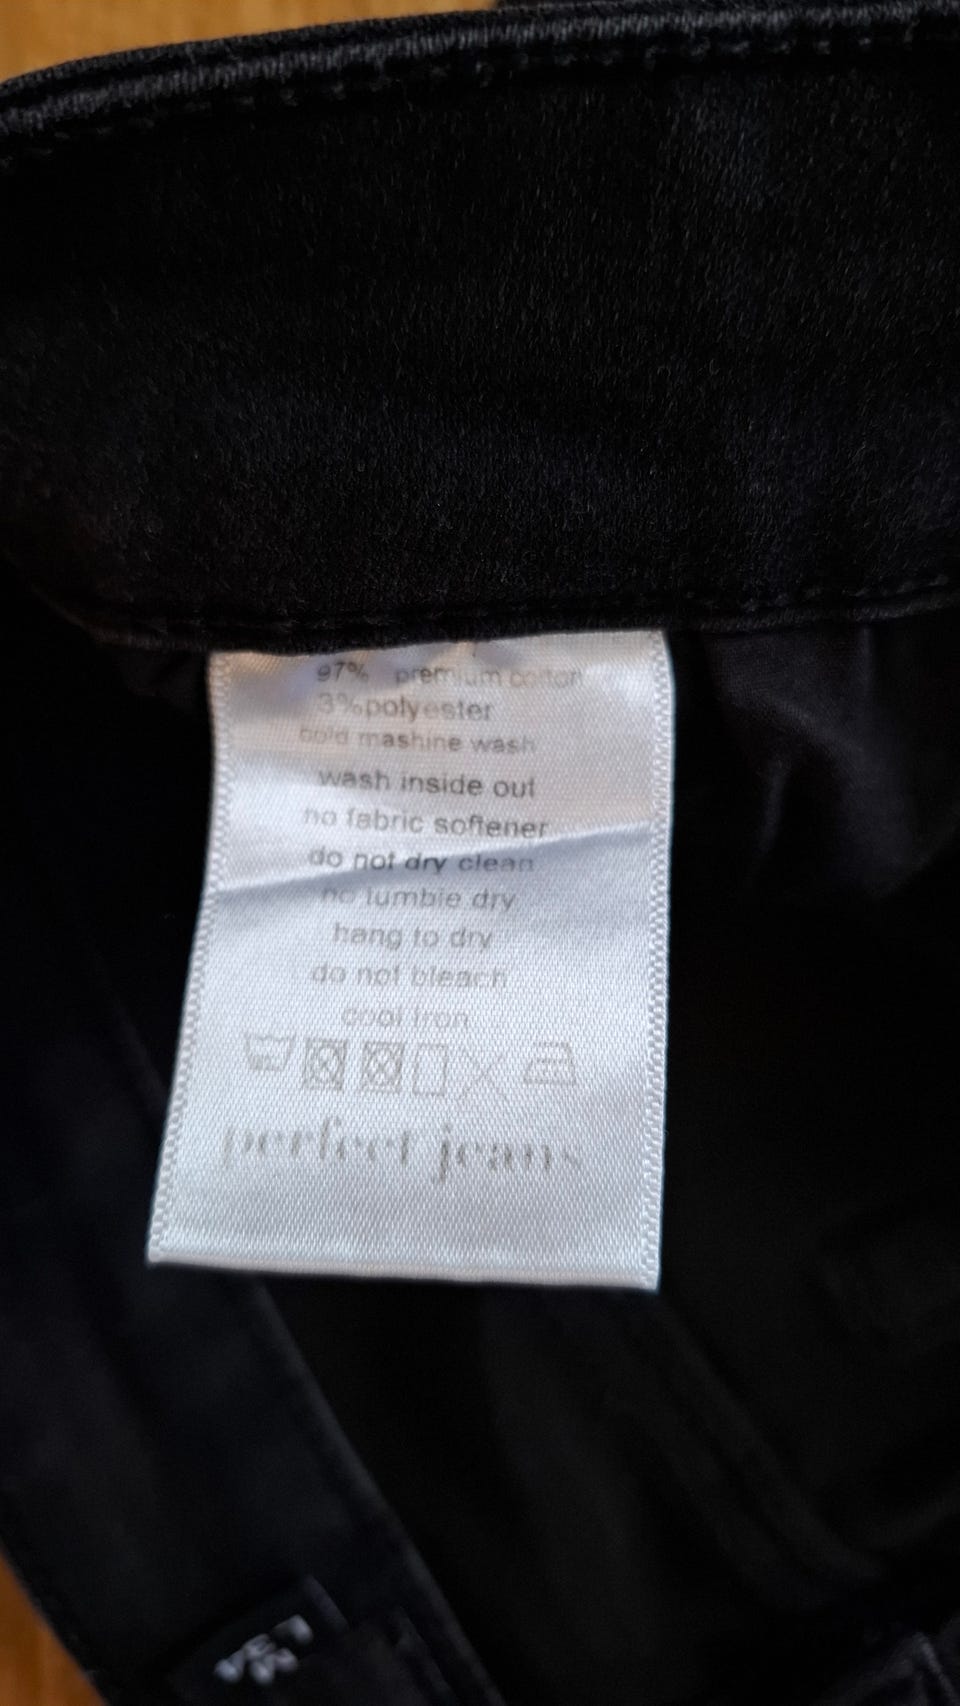 97% premium cotton
3%polyester
cold mashine wash
wash inside out
no fabric softener
do not dry clean
no lumbie dry
hang to dry
do not bleach
cool iron
perfect jeans